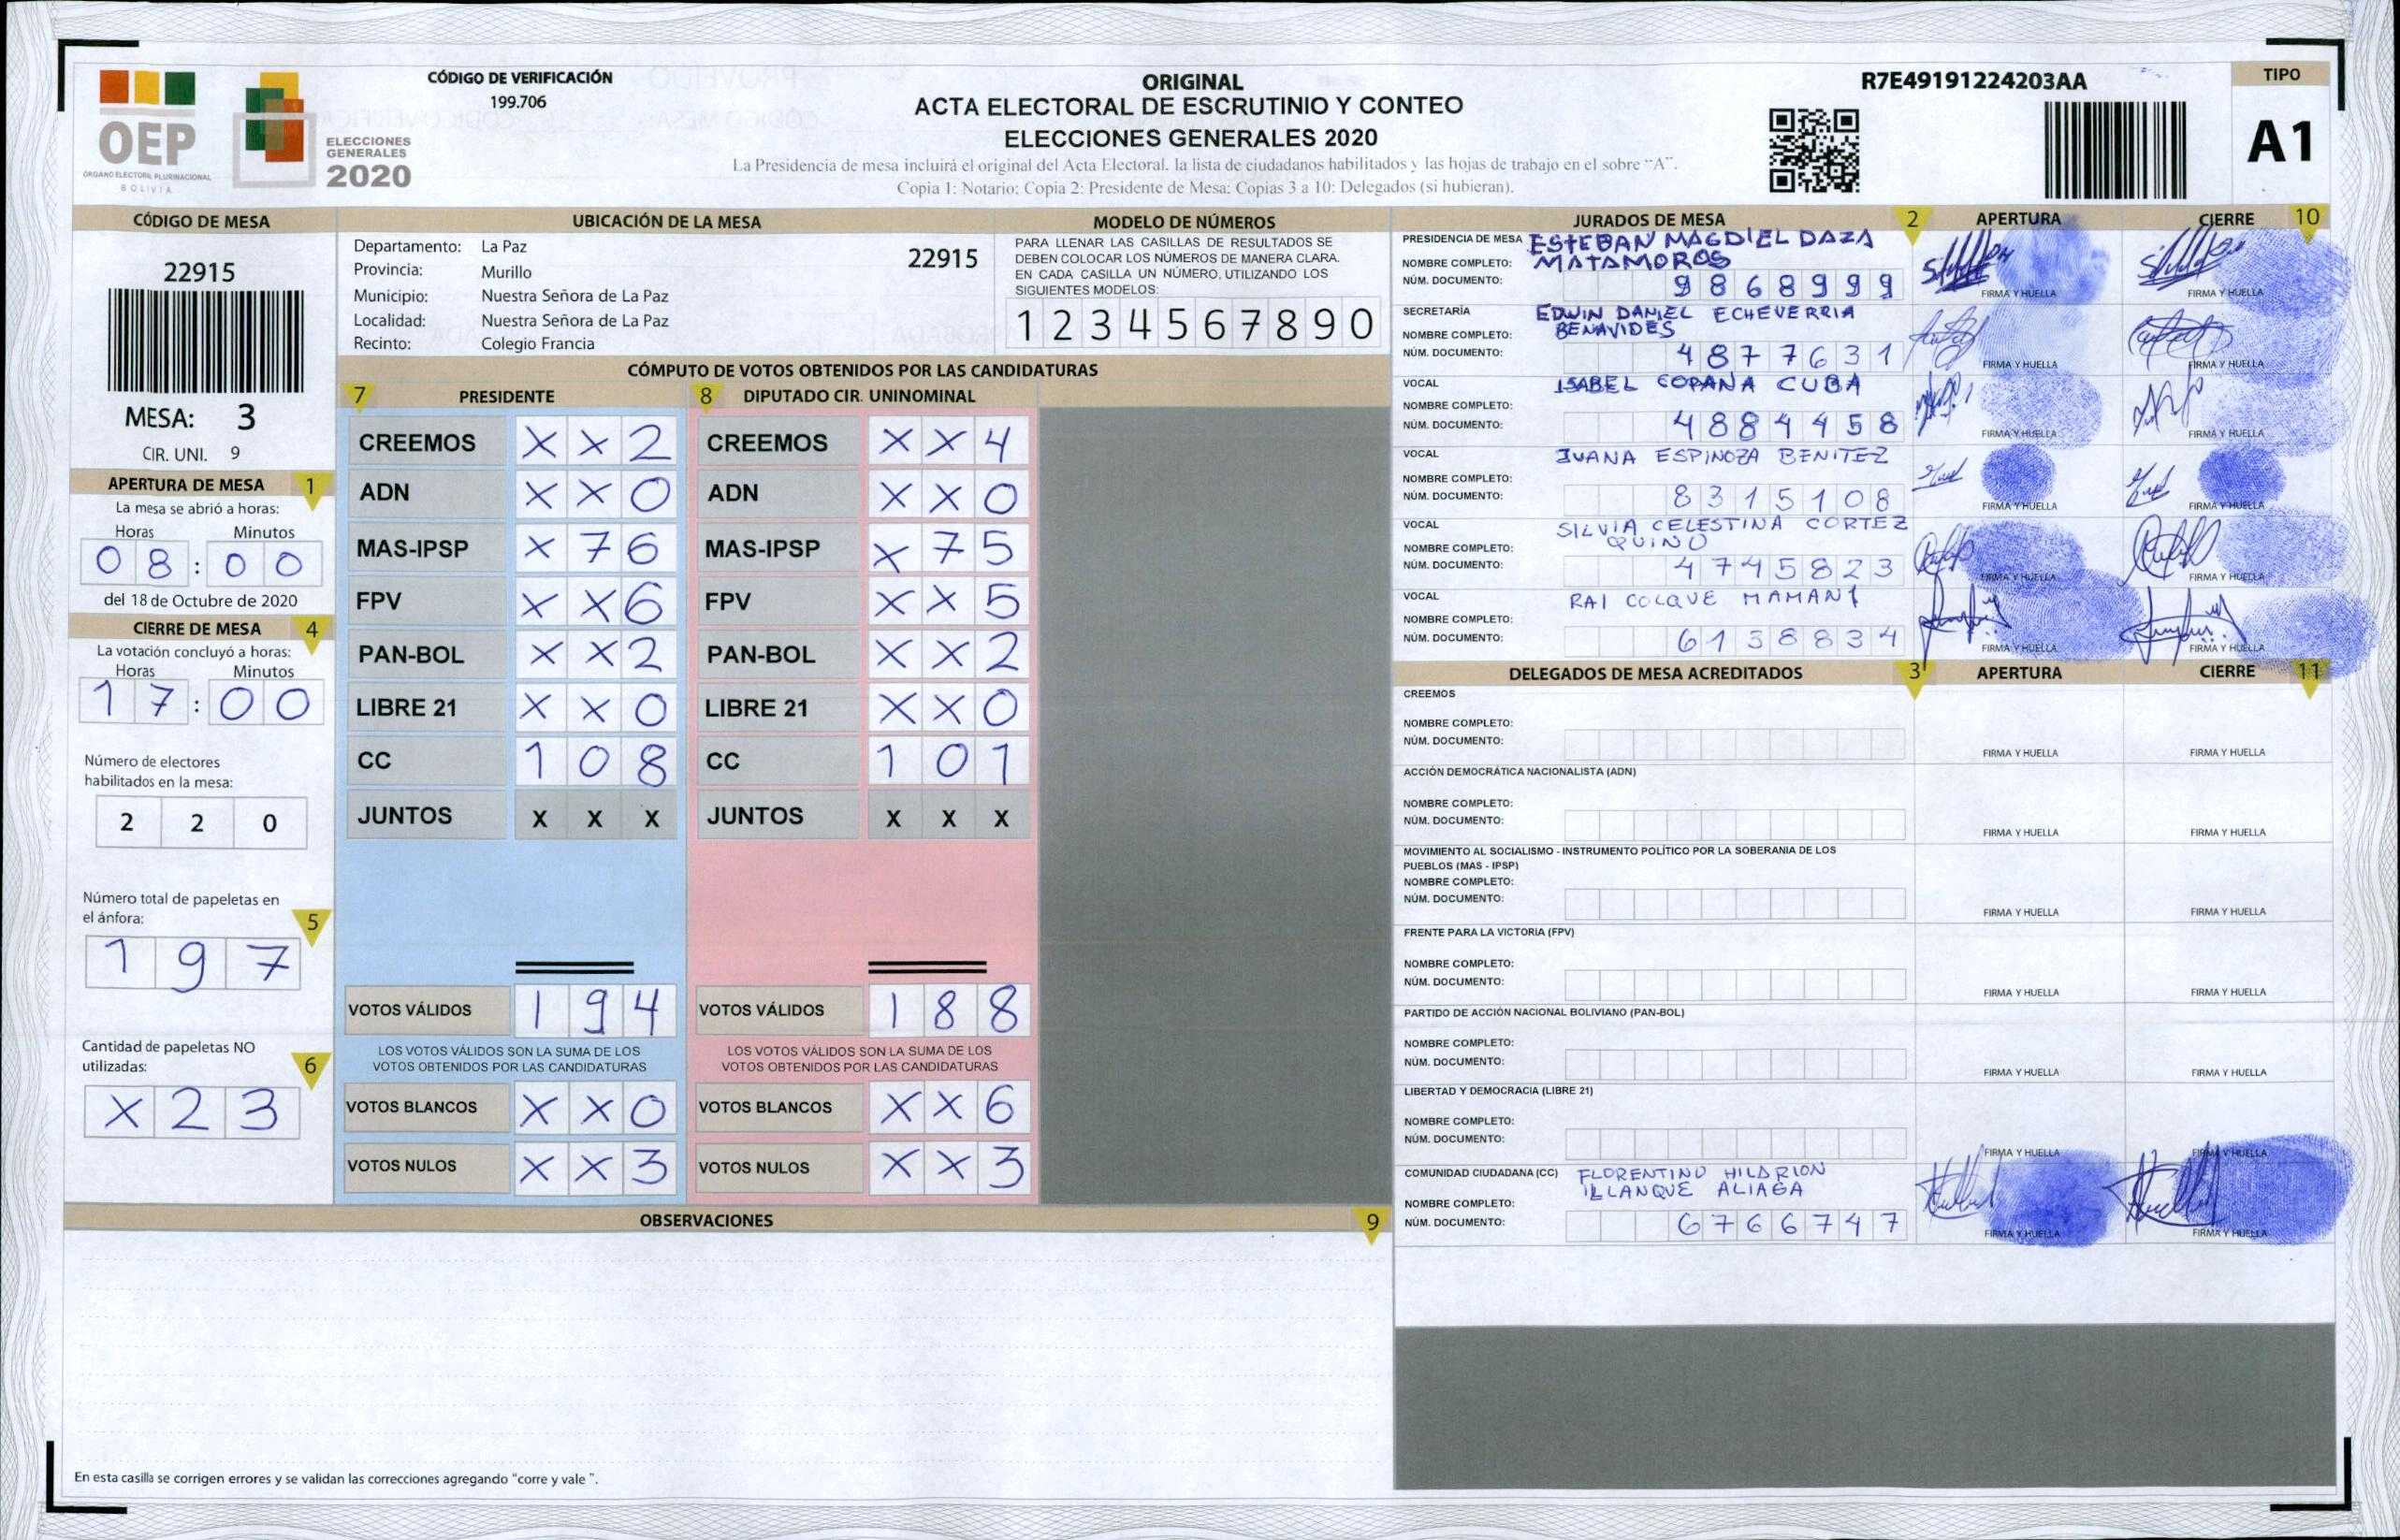 CÓDIGO DE VERIFICACIÓN
199.706
OEP
ÓRGANO ELECTORAL PLURINACIONAL
BOLIVIA
ELECCIONES
GENERALES
2020
ORIGINAL
ACTA ELECTORAL DE ESCRUTINIO Y CONTEO
ELECCIONES GENERALES 2020
La Presidencia de mesa incluirá el original del Acta Electoral. la lista de ciudadanos habilitados y las hojas de trabajo en el sobre "A".
Copia 1: Notario; Copia 2: Presidente de Mesa: Copias 3 a 10: Delegados (si hubieran).
R7E49191224203AA
TIPO
A1
CÓDIGO DE MESA
22915
MESA: 3
CIR. UNI. 9
APERTURA DE MESA 1
La mesa se abrió a horas:
Horas Minutos
08:00
del 18 de Octubre de 2020
CIERRE DE MESA 4
La votación concluyó a horas:
Horas Minutos
17:00
Número de electores
habilitados en la mesa:
2 2 0
Número total de papeletas en
el ánfora: 5
1 9 7
Cantidad de papeletas NO
utilizadas: 6
X 2 3
UBICACIÓN DE LA MESA
Departamento: La Paz
22915
Provincia: Murillo
Municipio: Nuestra Señora de La Paz
Localidad: Nuestra Señora de La Paz
Recinto: Colegio Francia
MODELO DE NÚMEROS
PARA LLENAR LAS CASILLAS DE RESULTADOS SE
DEBEN COLOCAR LOS NÚMEROS DE MANERA CLARA.
EN CADA CASILLA UN NÚMERO, UTILIZANDO LOS
SIGUIENTES MODELOS:
1 2 3 4 5 6 7 8 9 0
CÓMPUTO DE VOTOS OBTENIDOS POR LAS CANDIDATURAS
7 PRESIDENTE
CREEMOS X X 2
ADN X X 0
MAS-IPSP X 7 6
FPV X X 6
PAN-BOL X X 2
LIBRE 21 X X 0
CC 1 0 8
JUNTOS X X X
VOTOS VÁLIDOS 1 9 4
LOS VOTOS VÁLIDOS SON LA SUMA DE LOS
VOTOS OBTENIDOS POR LAS CANDIDATURAS
VOTOS BLANCOS X X 0
VOTOS NULOS X X 3
8 DIPUTADO CIR. UNINOMINAL
CREEMOS X X 4
ADN X X 0
MAS-IPSP X 7 5
FPV X X 5
PAN-BOL X X 2
LIBRE 21 X X 0
CC 1 0 1
JUNTOS X X X
VOTOS VÁLIDOS 1 8 8
LOS VOTOS VÁLIDOS SON LA SUMA DE LOS
VOTOS OBTENIDOS POR LAS CANDIDATURAS
VOTOS BLANCOS X X 6
VOTOS NULOS X X 3
OBSERVACIONES 9
En esta casilla se corrigen errores y se validan las correcciones agregando "corre y vale ".
JURADOS DE MESA 2 APERTURA CIERRE 10
PRESIDENCIA DE MESA ESTEBAN MAGDIEL DAZA
NOMBRE COMPLETO: MATAMOROS
NÚM. DOCUMENTO: 9868999
FIRMA Y HUELLA FIRMA Y HUELLA
SECRETARÍA EDWIN DANIEL ECHEVERRIA
NOMBRE COMPLETO: BENAVIDES
NÚM. DOCUMENTO: 4877631
FIRMA Y HUELLA FIRMA Y HUELLA
VOCAL ISABEL COPANA CUBA
NOMBRE COMPLETO:
NÚM. DOCUMENTO: 4884458
FIRMA Y HUELLA FIRMA Y HUELLA
VOCAL JUANA ESPINOZA BENITEZ
NOMBRE COMPLETO:
NÚM. DOCUMENTO: 8315108
FIRMA Y HUELLA FIRMA Y HUELLA
VOCAL SILVIA CELESTINA CORTEZ
NOMBRE COMPLETO: QUINO
NÚM. DOCUMENTO: 4745823
FIRMA Y HUELLA FIRMA Y HUELLA
VOCAL RAI COLQUE MAMANI
NOMBRE COMPLETO:
NÚM. DOCUMENTO: 6138834
FIRMA Y HUELLA FIRMA Y HUELLA
DELEGADOS DE MESA ACREDITADOS 3 APERTURA CIERRE 11
CREEMOS
NOMBRE COMPLETO:
NÚM. DOCUMENTO:
FIRMA Y HUELLA FIRMA Y HUELLA
ACCIÓN DEMOCRÁTICA NACIONALISTA (ADN)
NOMBRE COMPLETO:
NÚM. DOCUMENTO:
FIRMA Y HUELLA FIRMA Y HUELLA
MOVIMIENTO AL SOCIALISMO - INSTRUMENTO POLÍTICO POR LA SOBERANIA DE LOS
PUEBLOS (MAS - IPSP)
NOMBRE COMPLETO:
NÚM. DOCUMENTO:
FIRMA Y HUELLA FIRMA Y HUELLA
FRENTE PARA LA VICTORIA (FPV)
NOMBRE COMPLETO:
NÚM. DOCUMENTO:
FIRMA Y HUELLA FIRMA Y HUELLA
PARTIDO DE ACCIÓN NACIONAL BOLIVIANO (PAN-BOL)
NOMBRE COMPLETO:
NÚM. DOCUMENTO:
FIRMA Y HUELLA FIRMA Y HUELLA
LIBERTAD Y DEMOCRACIA (LIBRE 21)
NOMBRE COMPLETO:
NÚM. DOCUMENTO:
FIRMA Y HUELLA FIRMA Y HUELLA
COMUNIDAD CIUDADANA (CC) FLORENTINO HILARION
ILLANQUE ALIAGA
NOMBRE COMPLETO:
NÚM. DOCUMENTO: 6766747
FIRMA Y HUELLA FIRMA Y HUELLA